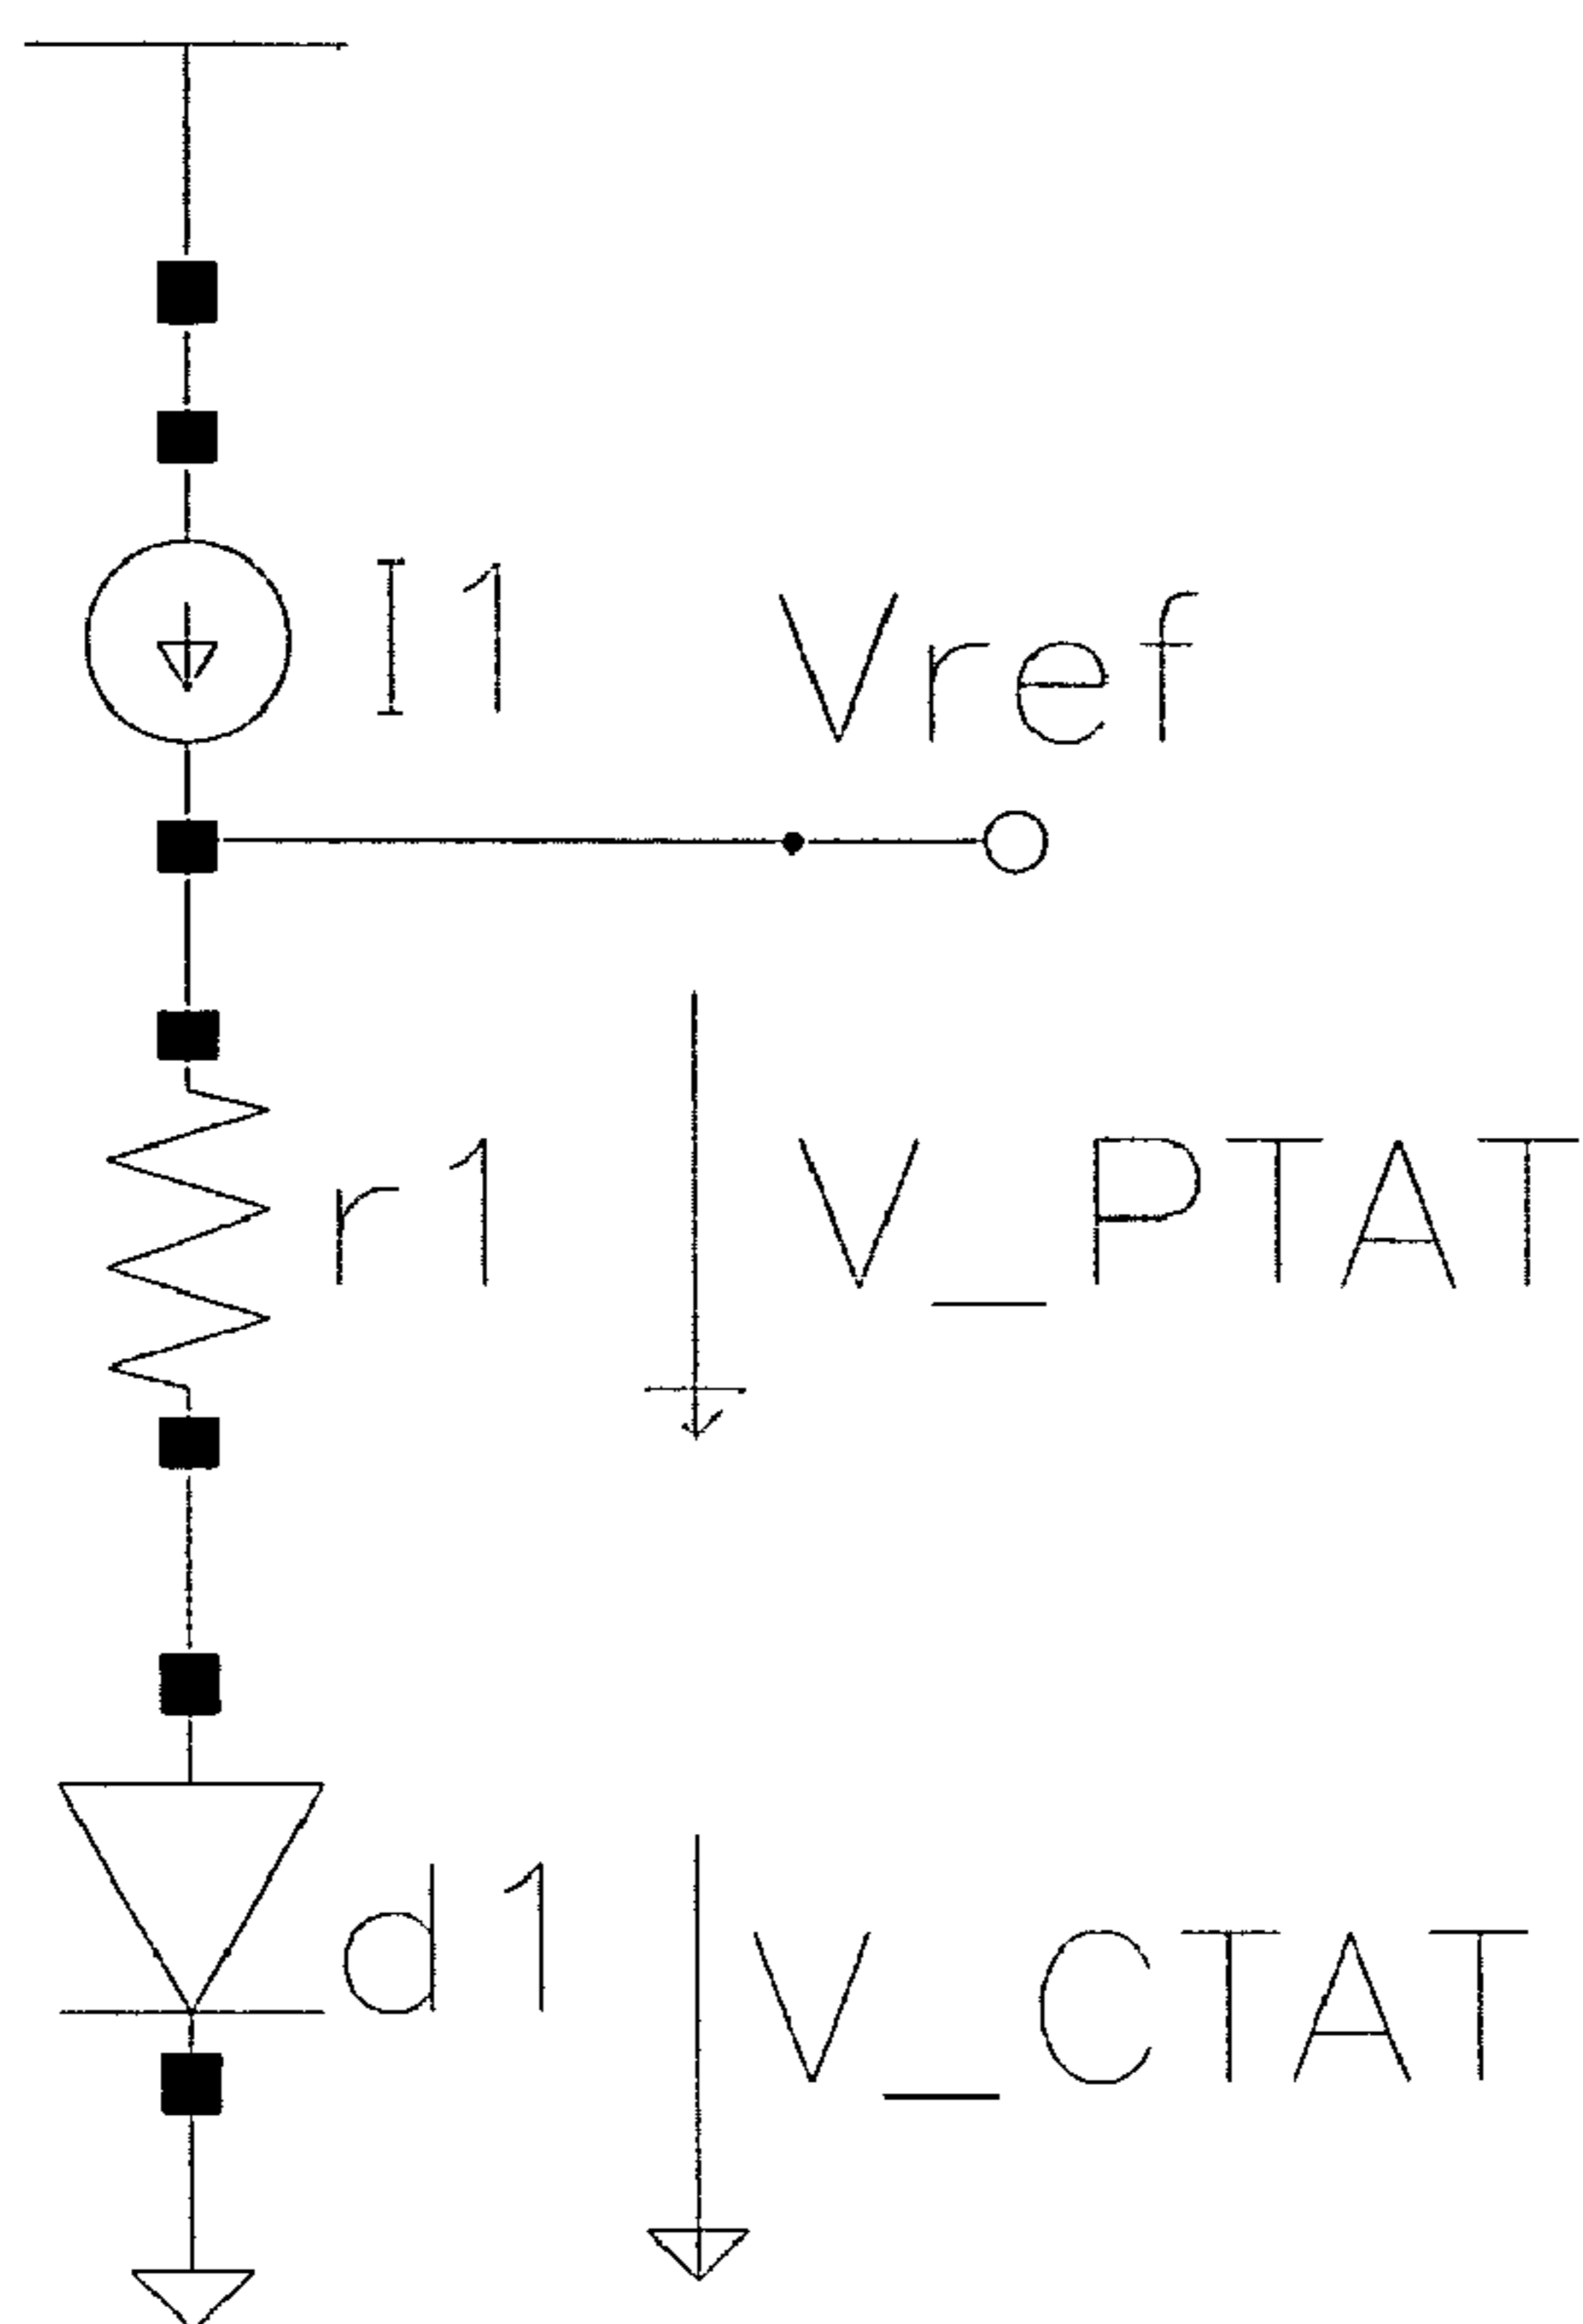 I1
Vref
r1
V_PTAT
d1
V_CTAT